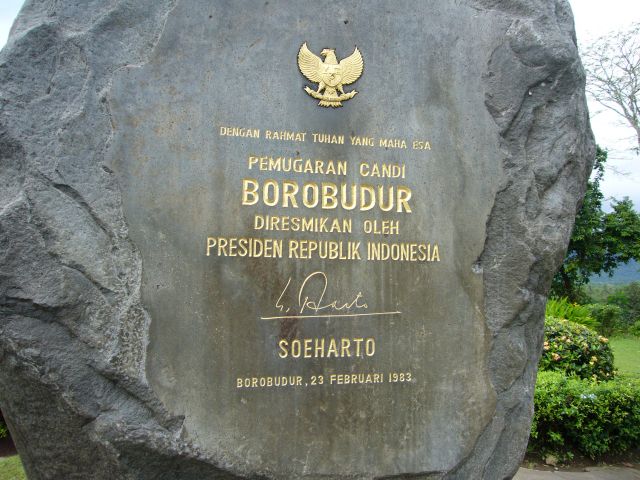 DENGAN RAHMAT TUHAN YANG MAHA ESA
PEMUGARAN CANDI
BOROBUDUR
DIRESMIKAN OLEH
PRESIDEN REPUBLIK INDONESIA
SOEHARTO
BOROBUDUR, 23 FEBRUARI 1983